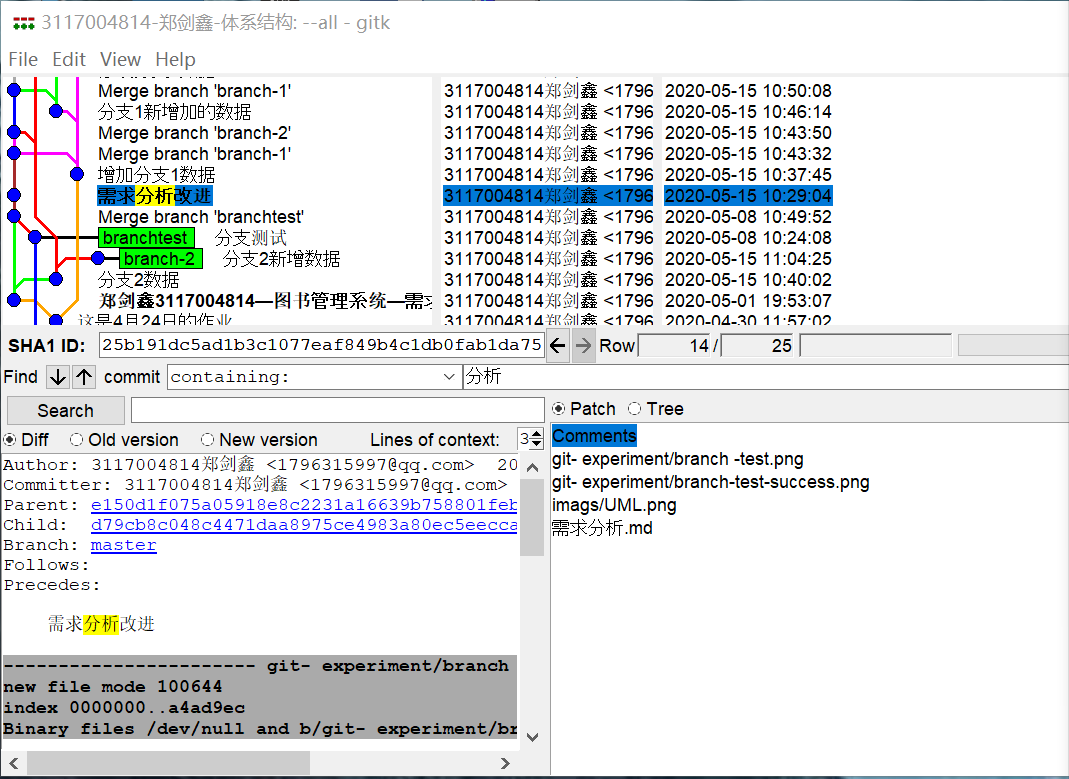 3117004814-郑剑鑫-体系结构: --all - gitk
File Edit View Help
Merge branch 'branch-1' 3117004814郑剑鑫 <1796 2020-05-15 10:50:08
分支1新增加的数据 3117004814郑剑鑫 <1796 2020-05-15 10:46:14
Merge branch 'branch-2' 3117004814郑剑鑫 <1796 2020-05-15 10:43:50
Merge branch 'branch-1' 3117004814郑剑鑫 <1796 2020-05-15 10:43:32
增加分支1数据 3117004814郑剑鑫 <1796 2020-05-15 10:37:45
需求分析改进 3117004814郑剑鑫 <1796 2020-05-15 10:29:04
Merge branch 'branchtest' 3117004814郑剑鑫 <1796 2020-05-08 10:49:52
branchtest 分支测试 3117004814郑剑鑫 <1796 2020-05-08 10:24:08
branch-2 分支2新增数据 3117004814郑剑鑫 <1796 2020-05-15 11:04:25
分支2数据 3117004814郑剑鑫 <1796 2020-05-15 10:40:02
郑剑鑫3117004814—图书管理系统—需求 3117004814郑剑鑫 <1796 2020-05-01 19:53:07
这是4月24日的作业 3117004814郑剑鑫 <1796 2020-04-30 11:57:02
SHA1 ID: 25b191dc5ad1b3c1077eaf849b4c1db0fab1da75 Row 14 / 25
Find commit containing: 分析
Search
Diff Old version New version Lines of context: 3
Patch Tree
Author: 3117004814郑剑鑫 <1796315997@qq.com> 20
Committer: 3117004814郑剑鑫 <1796315997@qq.com>
Parent: e150d1f075a05918e8c2231a16639b758801feb
Child: d79cb8c048c4471daa8975ce4983a80ec5eecca
Branch: master
Follows:
Precedes:
需求分析改进
----------------------- git- experiment/branch
new file mode 100644
index 0000000..a4ad9ec
Binary files /dev/null and b/git- experiment/br
Comments
git- experiment/branch -test.png
git- experiment/branch-test-success.png
imags/UML.png
需求分析.md